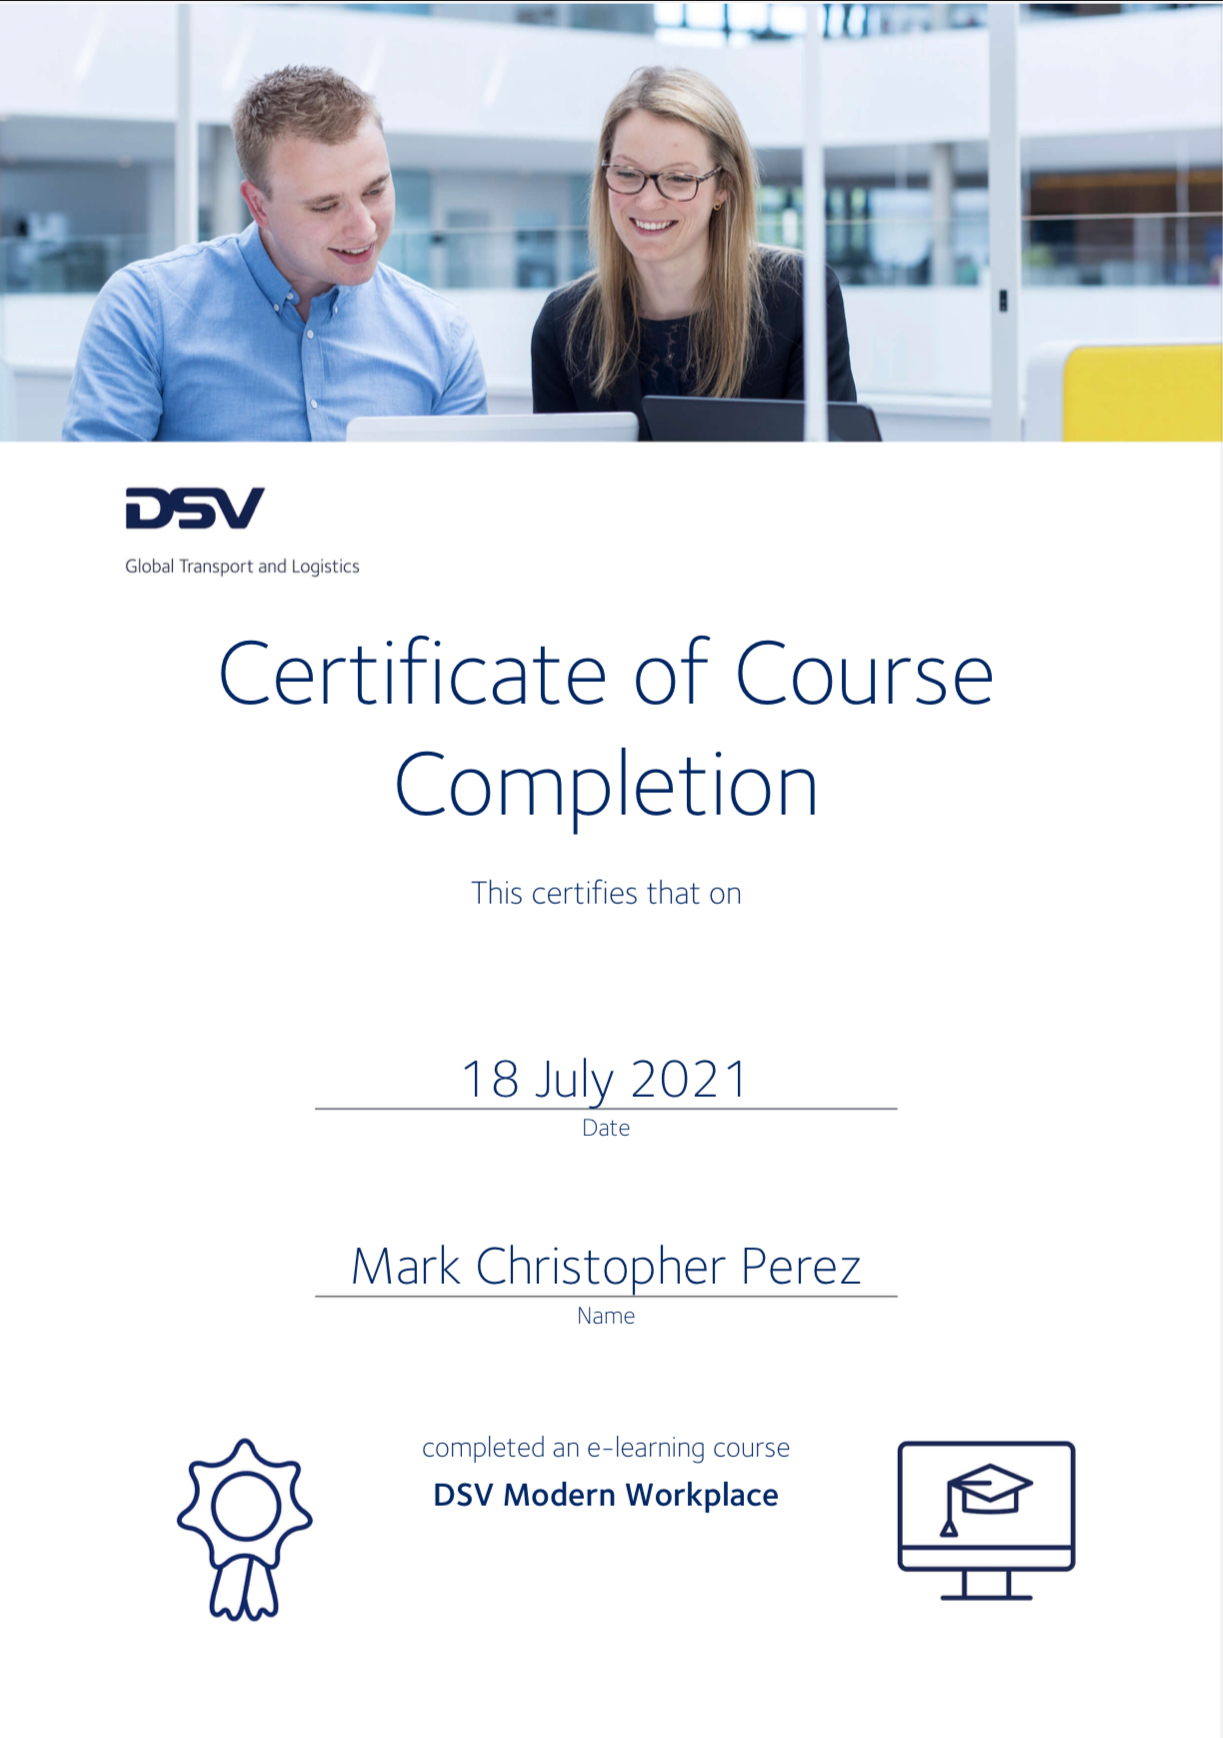 DSV
Global Transport and Logistics
Certificate of Course
Completion
This certifies that on
18 July 2021
Date
Mark Christopher Perez
Name
completed an e-learning course
DSV Modern Workplace